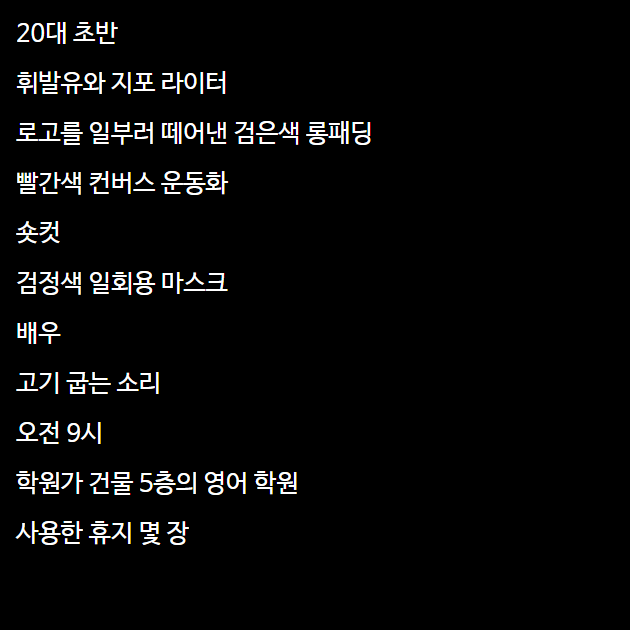 20대 초반
휘발유와 지포 라이터
로고를 일부러 떼어낸 검은색 롱패딩
빨간색 컨버스 운동화
숏컷
검정색 일회용 마스크
배우
고기 굽는 소리
오전 9시
학원가 건물 5층의 영어 학원
사용한 휴지 몇 장